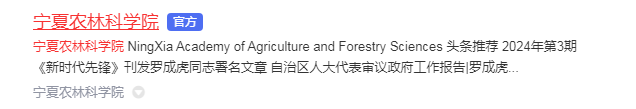 宁夏农林科学院 官方
宁夏农林科学院 NingXia Academy of Agriculture and Forestry Sciences 头条推荐 2024年第3期
《新时代先锋》刊发罗成虎同志署名文章 自治区人大代表审议政府工作报告|罗成虎...
宁夏农林科学院